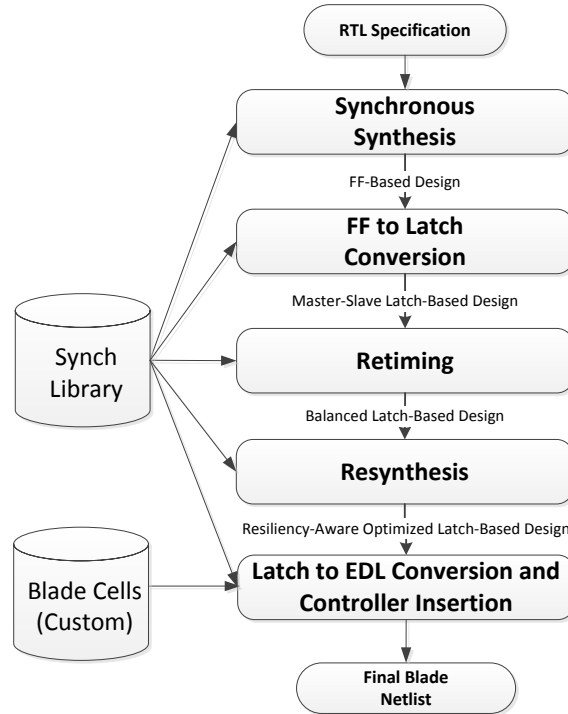 RTL Specification
Synchronous
Synthesis
FF-Based Design
FF to Latch
Conversion
Master-Slave Latch-Based Design
Synch
Library
Retiming
Balanced Latch-Based Design
Resynthesis
Resiliency-Aware Optimized Latch-Based Design
Blade Cells
(Custom)
Latch to EDL Conversion and
Controller Insertion
Final Blade
Netlist